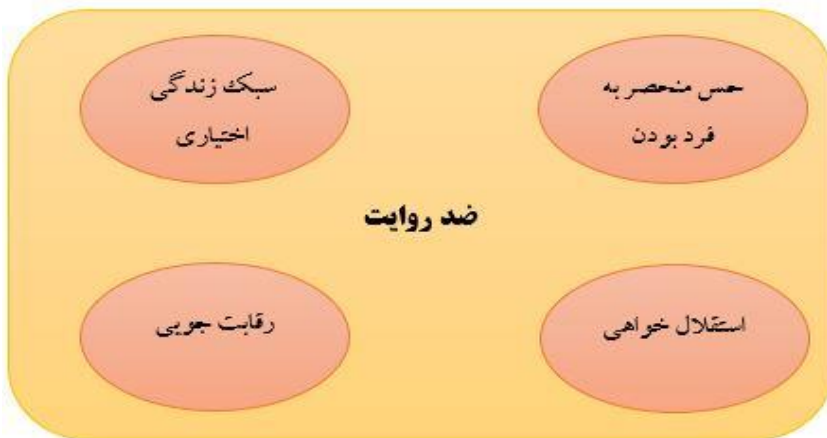 حس منحصر به
فرد بودن
سبک زندگی
اختیاری
ضد روایت
استقلال خواهی
رقابت جویی